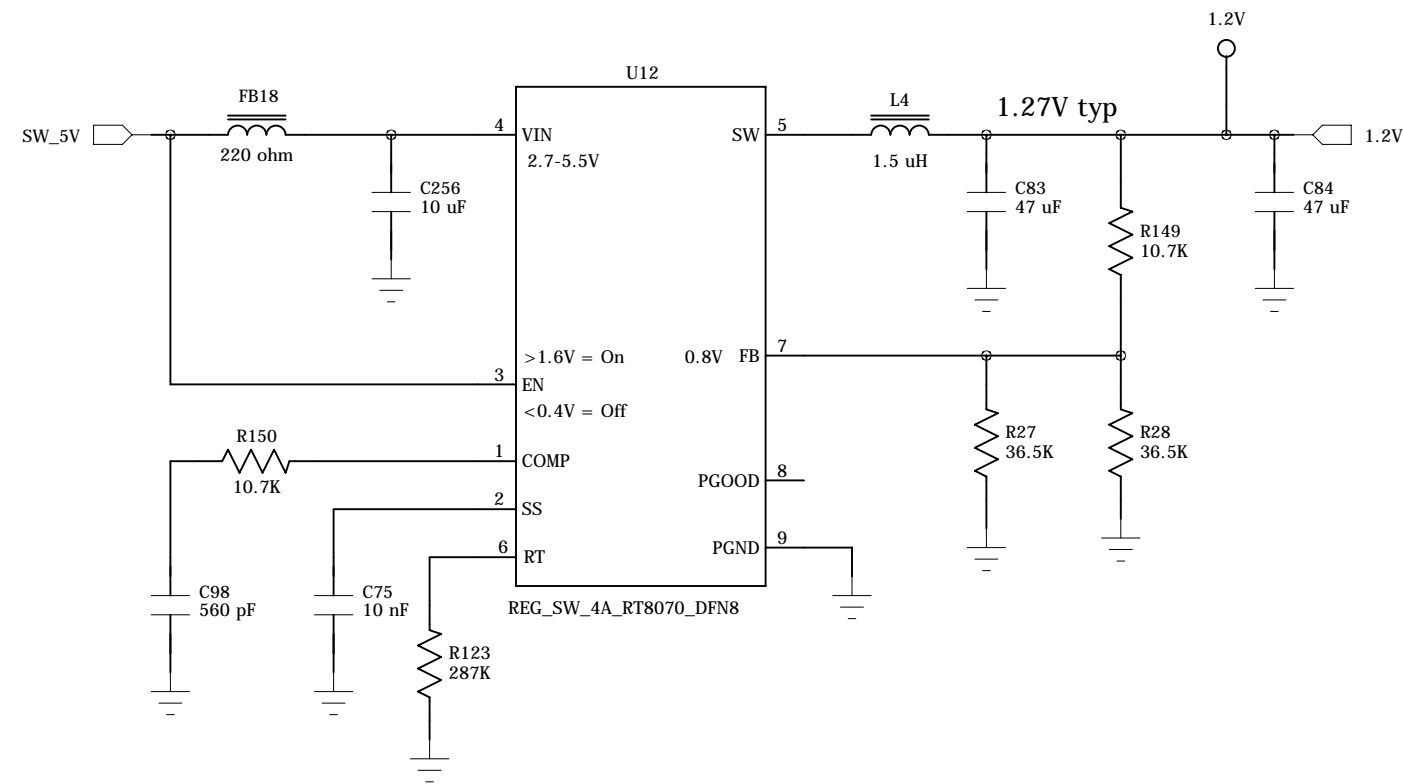 1.2V
U12
FB18
L4
1.27V typ
SW_5V
220 ohm
4
VIN
2.7-5.5V
SW
5
1.5 uH
1.2V
C256
10 uF
C83
47 uF
C84
47 uF
R149
10.7K
>1.6V = On
0.8V
FB
7
3
EN
<0.4V = Off
R150
10.7K
1
COMP
R27
36.5K
R28
36.5K
PGOOD
8
2
SS
6
RT
PGND
9
C98
560 pF
C75
10 nF
REG_SW_4A_RT8070_DFN8
R123
287K